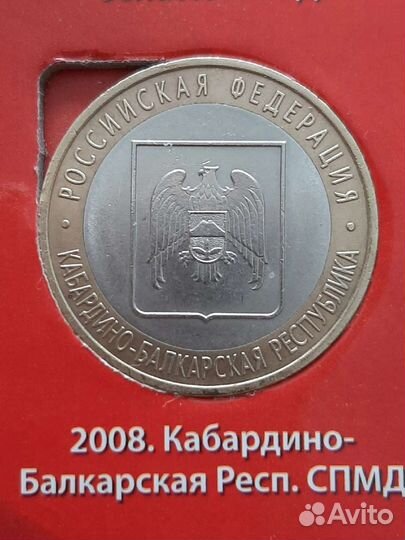 РОССИЙСКАЯ ФЕДЕРАЦИЯ
КАБАРДИНО-БАЛКАРСКАЯ РЕСПУБЛИКА
2008. Кабардино-
Балкарская Респ. СПМД
Avito